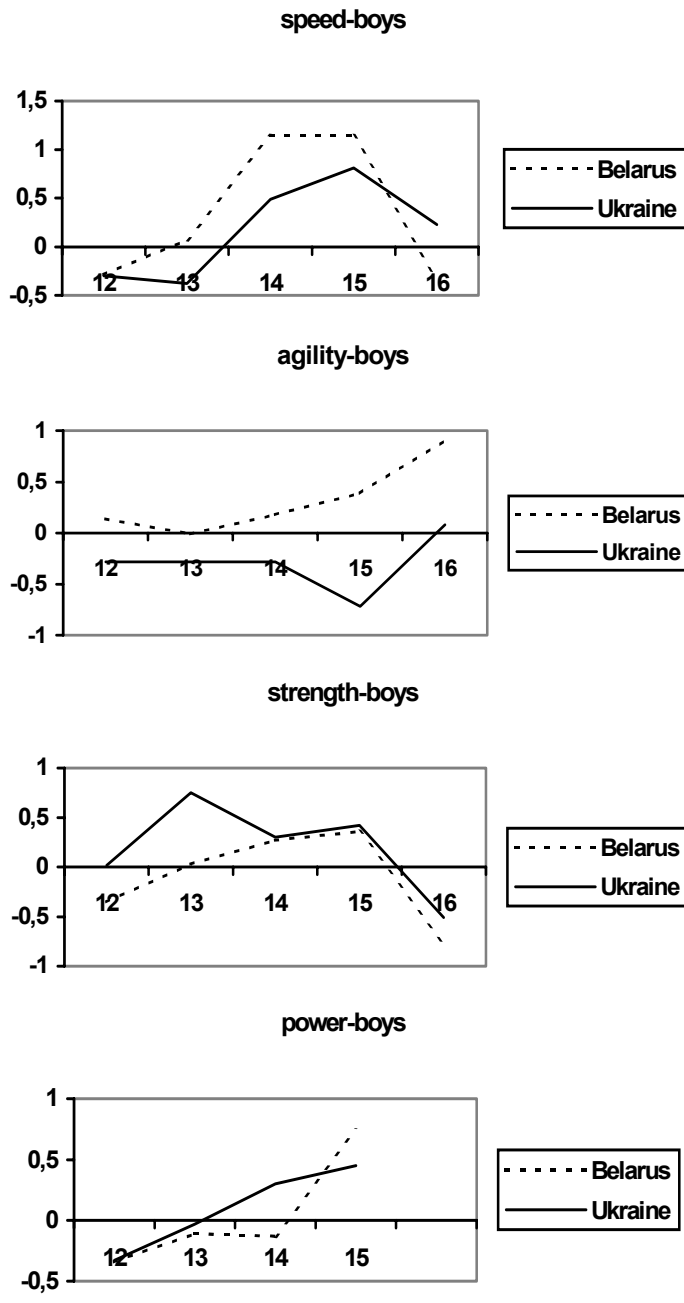 speed-boys
1,5
1
0,5
0
-0,5
12 13 14 15 16
Belarus
Ukraine
agility-boys
1
0,5
0
-0,5
-1
12 13 14 15 16
Belarus
Ukraine
strength-boys
1
0,5
0
-0,5
-1
12 13 14 15 16
Belarus
Ukraine
power-boys
1
0,5
0
-0,5
12 13 14 15
Belarus
Ukraine